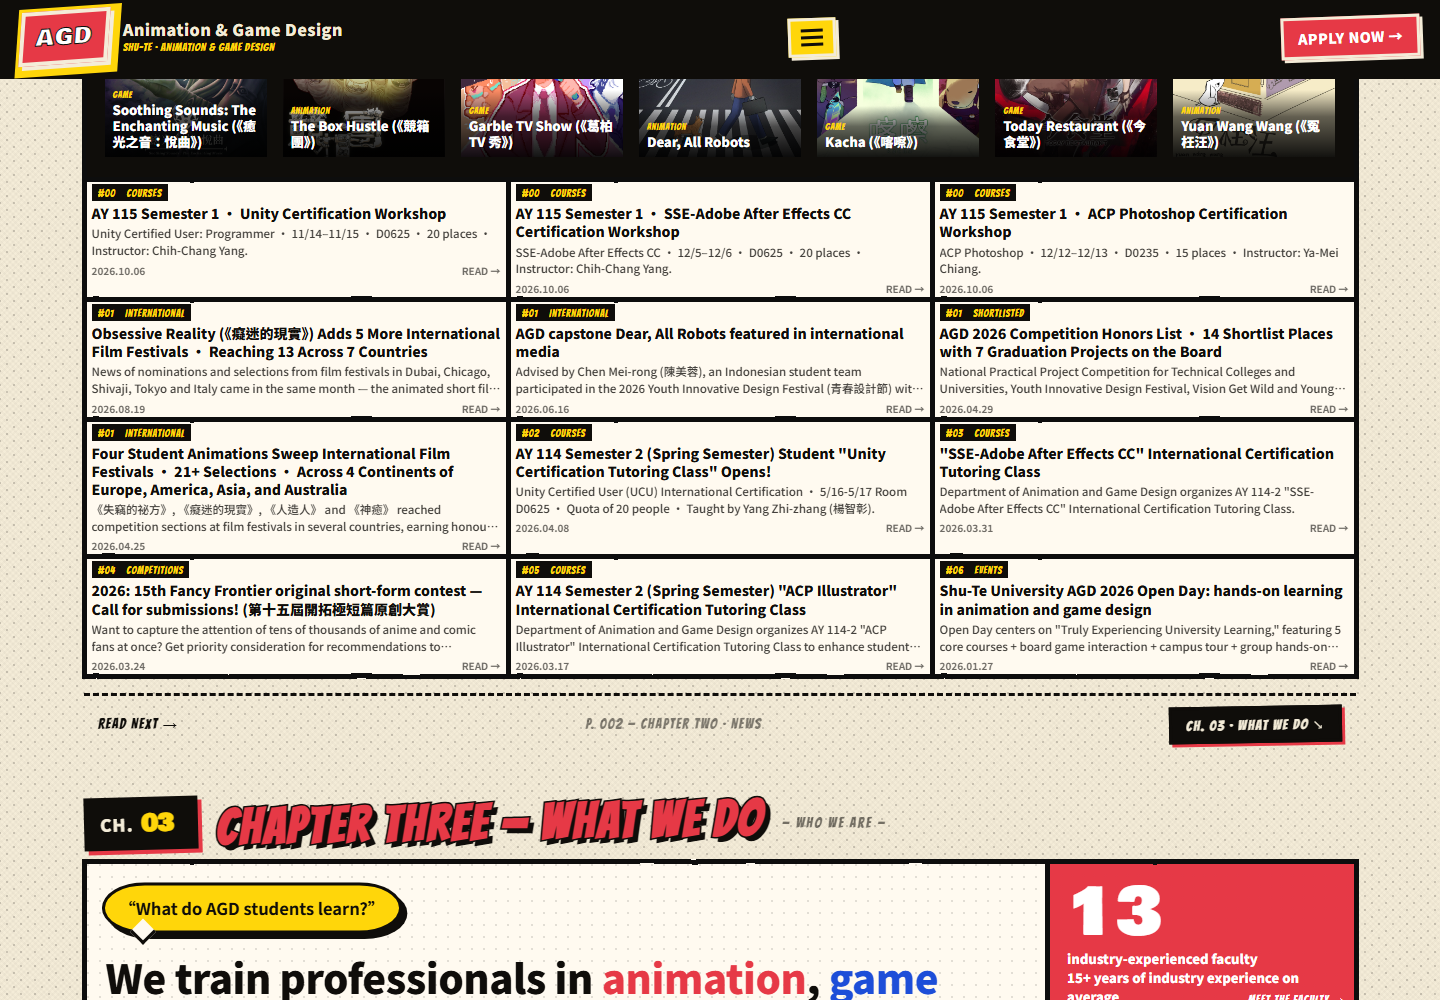 AGD
Animation & Game Design
SHU-TE · ANIMATION & GAME DESIGN
APPLY NOW →
GAME
Soothing Sounds: The
Enchanting Music (《癒
光之音：悅曲》)
ANIMATION
The Box Hustle (《競箱
團》)
GAME
Garble TV Show (《葛柏
TV 秀》)
ANIMATION
Dear, All Robots
GAME
Kacha (《喀嚓》)
GAME
Today Restaurant (《今
食堂》)
ANIMATION
Yuan Wang Wang (《冤
枉汪》)
#00 COURSES
AY 115 Semester 1 • Unity Certification Workshop
Unity Certified User: Programmer • 11/14–11/15 • D0625 • 20 places •
Instructor: Chih-Chang Yang.
2026.10.06
READ →
#00 COURSES
AY 115 Semester 1 • SSE-Adobe After Effects CC
Certification Workshop
SSE-Adobe After Effects CC • 12/5–12/6 • D0625 • 20 places •
Instructor: Chih-Chang Yang.
2026.10.06
READ →
#00 COURSES
AY 115 Semester 1 • ACP Photoshop Certification
Workshop
ACP Photoshop • 12/12–12/13 • D0235 • 15 places • Instructor: Ya-Mei
Chiang.
2026.10.06
READ →
#01 INTERNATIONAL
Obsessive Reality (《癡迷的現實》) Adds 5 More International
Film Festivals • Reaching 13 Across 7 Countries
News of nominations and selections from film festivals in Dubai, Chicago,
Shivaji, Tokyo and Italy came in the same month — the animated short fil…
2026.08.19
READ →
#01 INTERNATIONAL
AGD capstone Dear, All Robots featured in international
media
Advised by Chen Mei-rong (陳美蓉), an Indonesian student team
participated in the 2026 Youth Innovative Design Festival (青春設計節) wit…
2026.06.16
READ →
#01 SHORTLISTED
AGD 2026 Competition Honors List • 14 Shortlist Places
with 7 Graduation Projects on the Board
National Practical Project Competition for Technical Colleges and
Universities, Youth Innovative Design Festival, Vision Get Wild and Young…
2026.04.29
READ →
#01 INTERNATIONAL
Four Student Animations Sweep International Film
Festivals • 21+ Selections • Across 4 Continents of
Europe, America, Asia, and Australia
《失竊的祕方》, 《癡迷的現實》, 《人造人》 and 《神癒》 reached
competition sections at film festivals in several countries, earning honou…
2026.04.25
READ →
#02 COURSES
AY 114 Semester 2 (Spring Semester) Student "Unity
Certification Tutoring Class" Opens!
Unity Certified User (UCU) International Certification • 5/16-5/17 Room
D0625 • Quota of 20 people • Taught by Yang Zhi-zhang (楊智彰).
2026.04.08
READ →
#03 COURSES
"SSE-Adobe After Effects CC" International Certification
Tutoring Class
Department of Animation and Game Design organizes AY 114-2 "SSE-
Adobe After Effects CC" International Certification Tutoring Class.
2026.03.31
READ →
#04 COMPETITIONS
2026: 15th Fancy Frontier original short-form contest —
Call for submissions! (第十五屆開拓極短篇原創大賞)
Want to capture the attention of tens of thousands of anime and comic
fans at once? Get priority consideration for recommendations to…
2026.03.24
READ →
#05 COURSES
AY 114 Semester 2 (Spring Semester) "ACP Illustrator"
International Certification Tutoring Class
Department of Animation and Game Design organizes AY 114-2 "ACP
Illustrator" International Certification Tutoring Class to enhance student…
2026.03.17
READ →
#06 EVENTS
Shu-Te University AGD 2026 Open Day: hands-on learning
in animation and game design
Open Day centers on "Truly Experiencing University Learning," featuring 5
core courses + board game interaction + campus tour + group hands-on…
2026.01.27
READ →
READ NEXT →
P. 002 — CHAPTER TWO · NEWS
CH. 03 · WHAT WE DO ↘
CH. 03
CHAPTER THREE — WHAT WE DO
— WHO WE ARE —
“What do AGD students learn?”
We train professionals in animation, game
13
industry-experienced faculty
15+ years of industry experience on
average
MEET THE FACULTY →